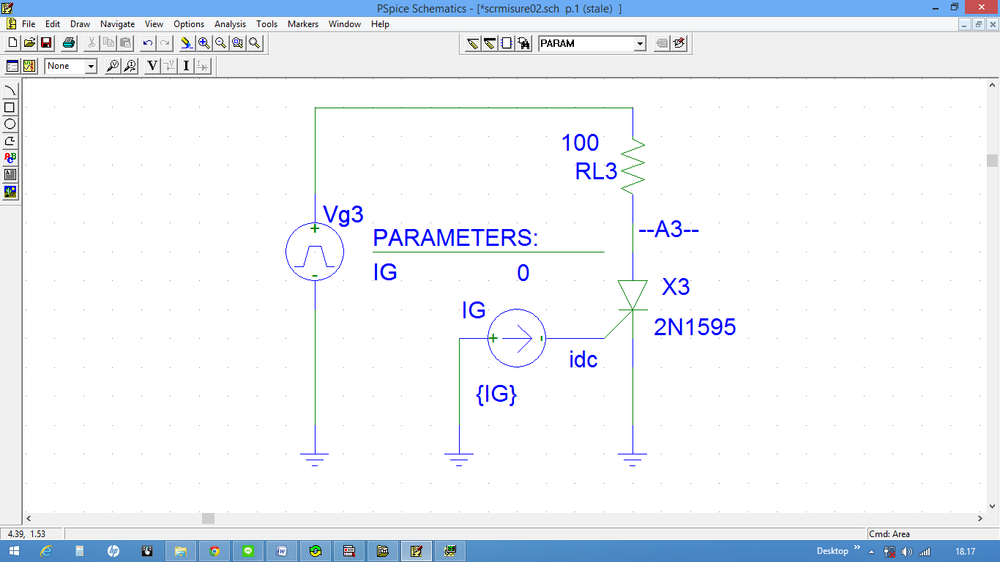 PSpice Schematics - [*scrmisure02.sch p.1 (stale) ]
File Edit Draw Navigate View Options Analysis Tools Markers Window Help
PARAM
None
V V I I
ABC
100
RL3
Vg3
+
-
--A3--
PARAMETERS:
IG 0
X3
IG
2N1595
+ -
idc
{IG}
4.39, 1.53
Cmd: Area
Desktop
18.17